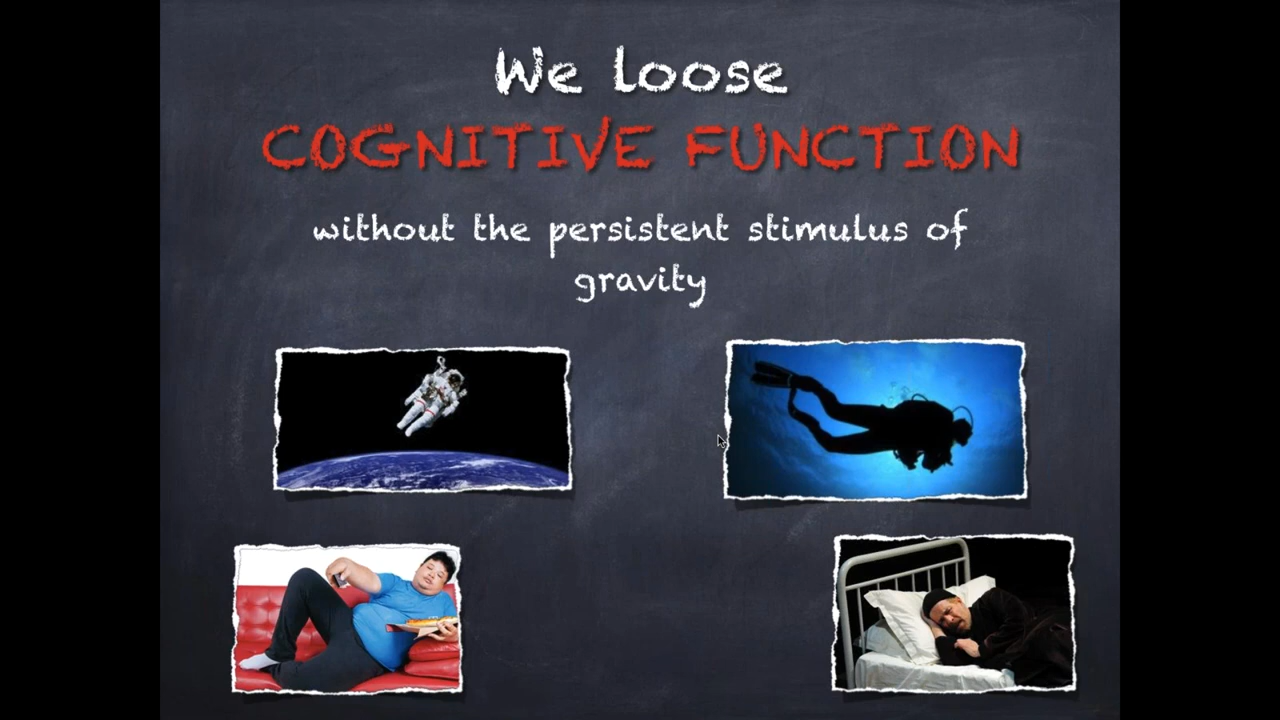 We loose
COGNITIVE FUNCTION
without the persistent stimulus of
gravity